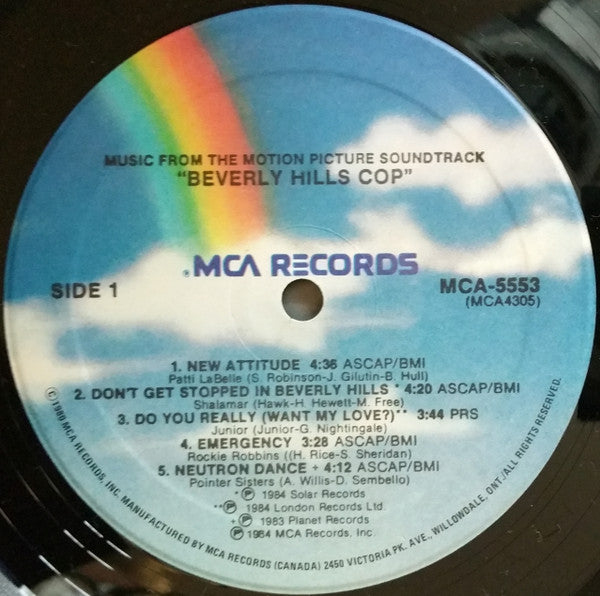 MUSIC FROM THE MOTION PICTURE SOUNDTRACK
"BEVERLY HILLS COP"
®MCA RECORDS
SIDE 1
MCA-5553
(MCA4305)
1. NEW ATTITUDE 4:36 ASCAP/BMI
Patti LaBelle (S. Robinson-J. Gilutin-B. Hull)
2. DON'T GET STOPPED IN BEVERLY HILLS * 4:20 ASCAP/BMI
Shalamar (Hawk-H. Hewett-M. Free)
3. DO YOU REALLY (WANT MY LOVE?)** 3:44 PRS
Junior (Junior-G. Nightingale)
4. EMERGENCY 3:28 ASCAP/BMI
Rockie Robbins ((H. Rice-S. Sheridan)
5. NEUTRON DANCE + 4:12 ASCAP/BMI
Pointer Sisters (A. Willis-D. Sembello)
*℗ 1984 Solar Records
**℗ 1984 London Records Ltd.
+℗ 1983 Planet Records
℗ 1984 MCA Records, Inc.
©1980 MCA RECORDS, INC. MANUFACTURED BY MCA RECORDS (CANADA) 2450 VICTORIA PK. AVE., WILLOWDALE, ONT./ALL RIGHTS RESERVED.